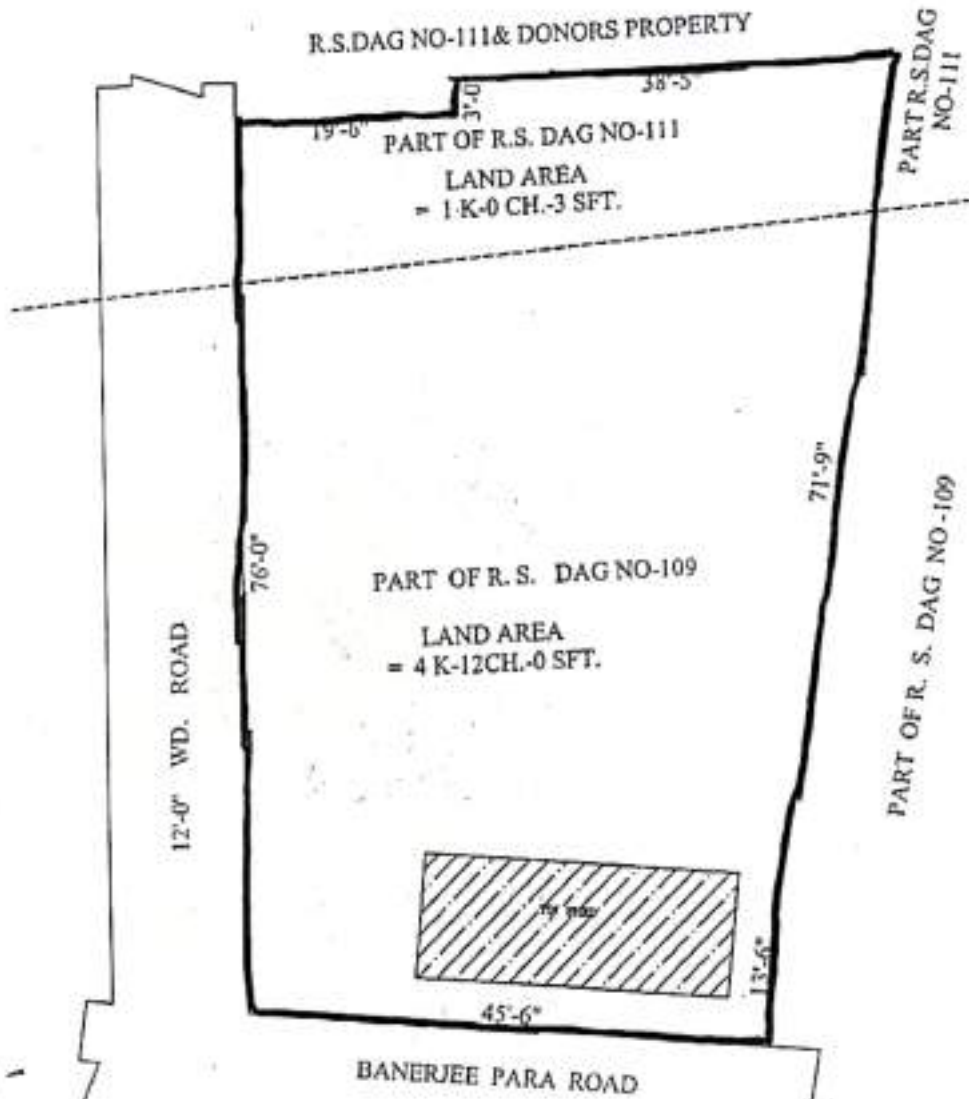 R.S.DAG NO-111& DONORS PROPERTY
PART R.S.DAG
NO-111
38'-5"
3'-0
19'-6"
PART OF R.S. DAG NO-111
LAND AREA
= 1 K-0 CH.-3 SFT.
76'-0"
71'-9"
PART OF R. S. DAG NO-109
LAND AREA
= 4 K-12CH.-0 SFT.
12'-0" WD. ROAD
PART OF R. S. DAG NO-109
13'-6"
45'-6"
BANERJEE PARA ROAD